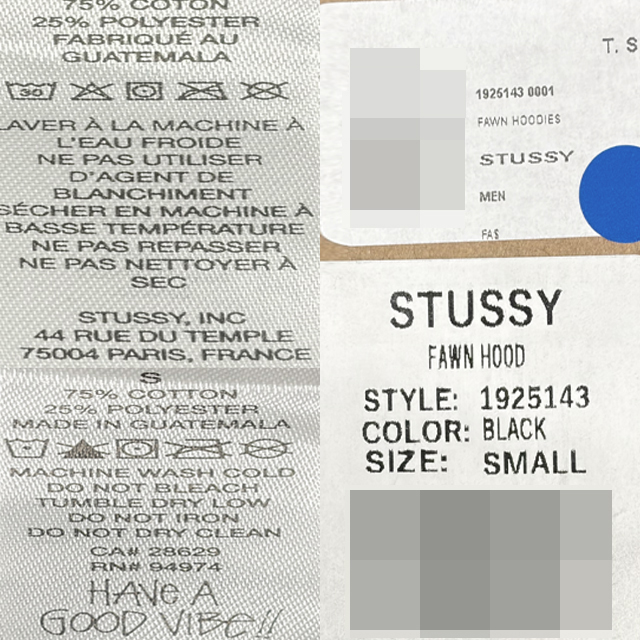 75% COTON
25% POLYESTER
FABRIQUÉ AU
GUATEMALA
30
LAVER À LA MACHINE À
L'EAU FROIDE
NE PAS UTILISER
D'AGENT DE
BLANCHIMENT
SÉCHER EN MACHINE À
BASSE TEMPÉRATURE
NE PAS REPASSER
NE PAS NETTOYER À
SEC
STUSSY, INC
44 RUE DU TEMPLE
75004 PARIS, FRANCE
S
75% COTTON
25% POLYESTER
MADE IN GUATEMALA
MACHINE WASH COLD
DO NOT BLEACH
TUMBLE DRY LOW
DO NOT IRON
DO NOT DRY CLEAN
CA# 28629
RN# 94974
HAVE A
GOOD VIBE!!
T. S
1925143 0001
FAWN HOODIES
STUSSY
MEN
FAS
STUSSY
FAWN HOOD
STYLE: 1925143
COLOR: BLACK
SIZE: SMALL